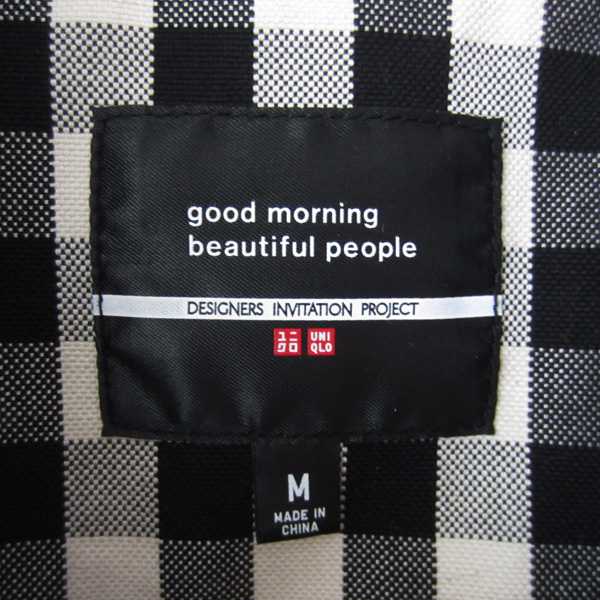 good morning
beautiful people
DESIGNERS INVITATION PROJECT
ユニ UNI
クロ QLO
M
MADE IN
CHINA